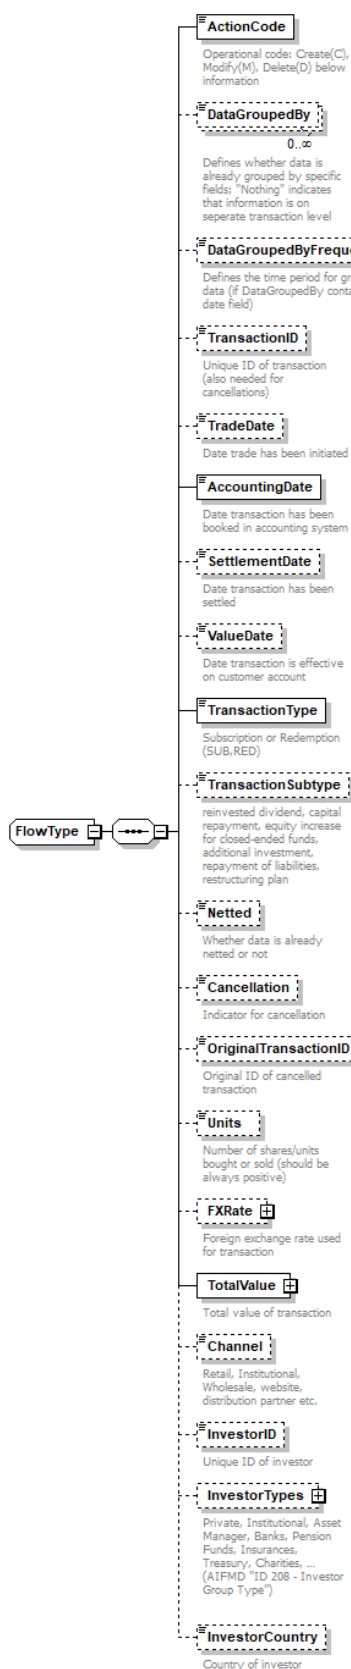 ActionCode
Operational code: Create(C),
Modify(M), Delete(D) below
information
DataGroupedBy
0..∞
Defines whether data is
already grouped by specific
fields; "Nothing" indicates
that information is on
seperate transaction level
DataGroupedByFreque
Defines the time period for gr
data (if DataGroupedBy conta
date field)
TransactionID
Unique ID of transaction
(also needed for
cancellations)
TradeDate
Date trade has been initiated
AccountingDate
Date transaction has been
booked in accounting system
SettlementDate
Date transaction has been
settled
ValueDate
Date transaction is effective
on customer account
TransactionType
Subscription or Redemption
(SUB,RED)
TransactionSubtype
reinvested dividend, capital
repayment, equity increase
for closed-ended funds,
additional investment,
repayment of liabilities,
restructuring plan
FlowType
Netted
Whether data is already
netted or not
Cancellation
Indicator for cancellation
OriginalTransactionID
Original ID of cancelled
transaction
Units
Number of shares/units
bought or sold (should be
always positive)
FXRate
Foreign exchange rate used
for transaction
TotalValue
Total value of transaction
Channel
Retail, Institutional,
Wholesale, website,
distribution partner etc.
InvestorID
Unique ID of investor
InvestorTypes
Private, Institutional, Asset
Manager, Banks, Pension
Funds, Insurances,
Treasury, Charities, ...
(AIFMD "ID 208 - Investor
Group Type")
InvestorCountry
Country of investor